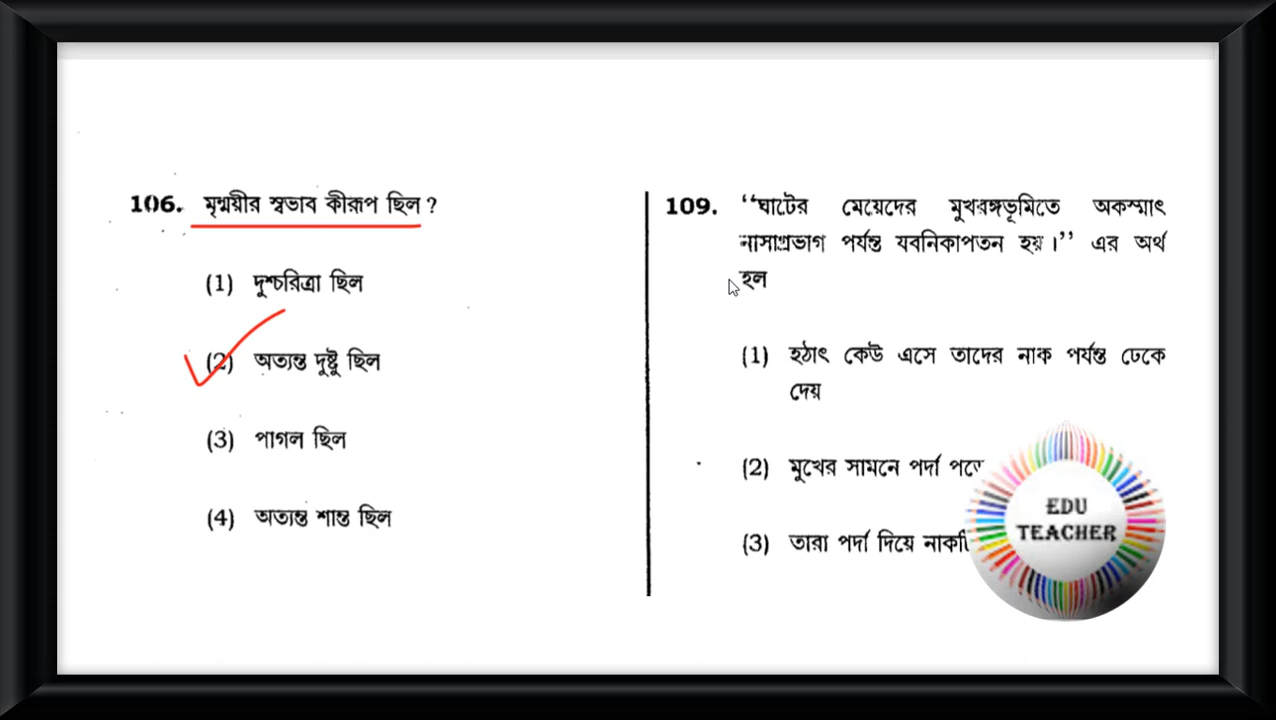 106. মৃণ্ময়ীর স্বভাব কীরূপ ছিল ?
(1) দুশ্চরিত্রা ছিল
(2) অত্যন্ত দুষ্টু ছিল
(3) পাগল ছিল
(4) অত্যন্ত শান্ত ছিল
109. ‘‘ঘাটের মেয়েদের মুখরঙ্গভূমিতে অকস্মাৎ
নাসাগ্রভাগ পর্যন্ত যবনিকাপতন হয়।’’ এর অর্থ
হল
(1) হঠাৎ কেউ এসে তাদের নাক পর্যন্ত ঢেকে
দেয়
(2) মুখের সামনে পর্দা
(3) তারা পর্দা দিয়ে
EDU
TEACHER